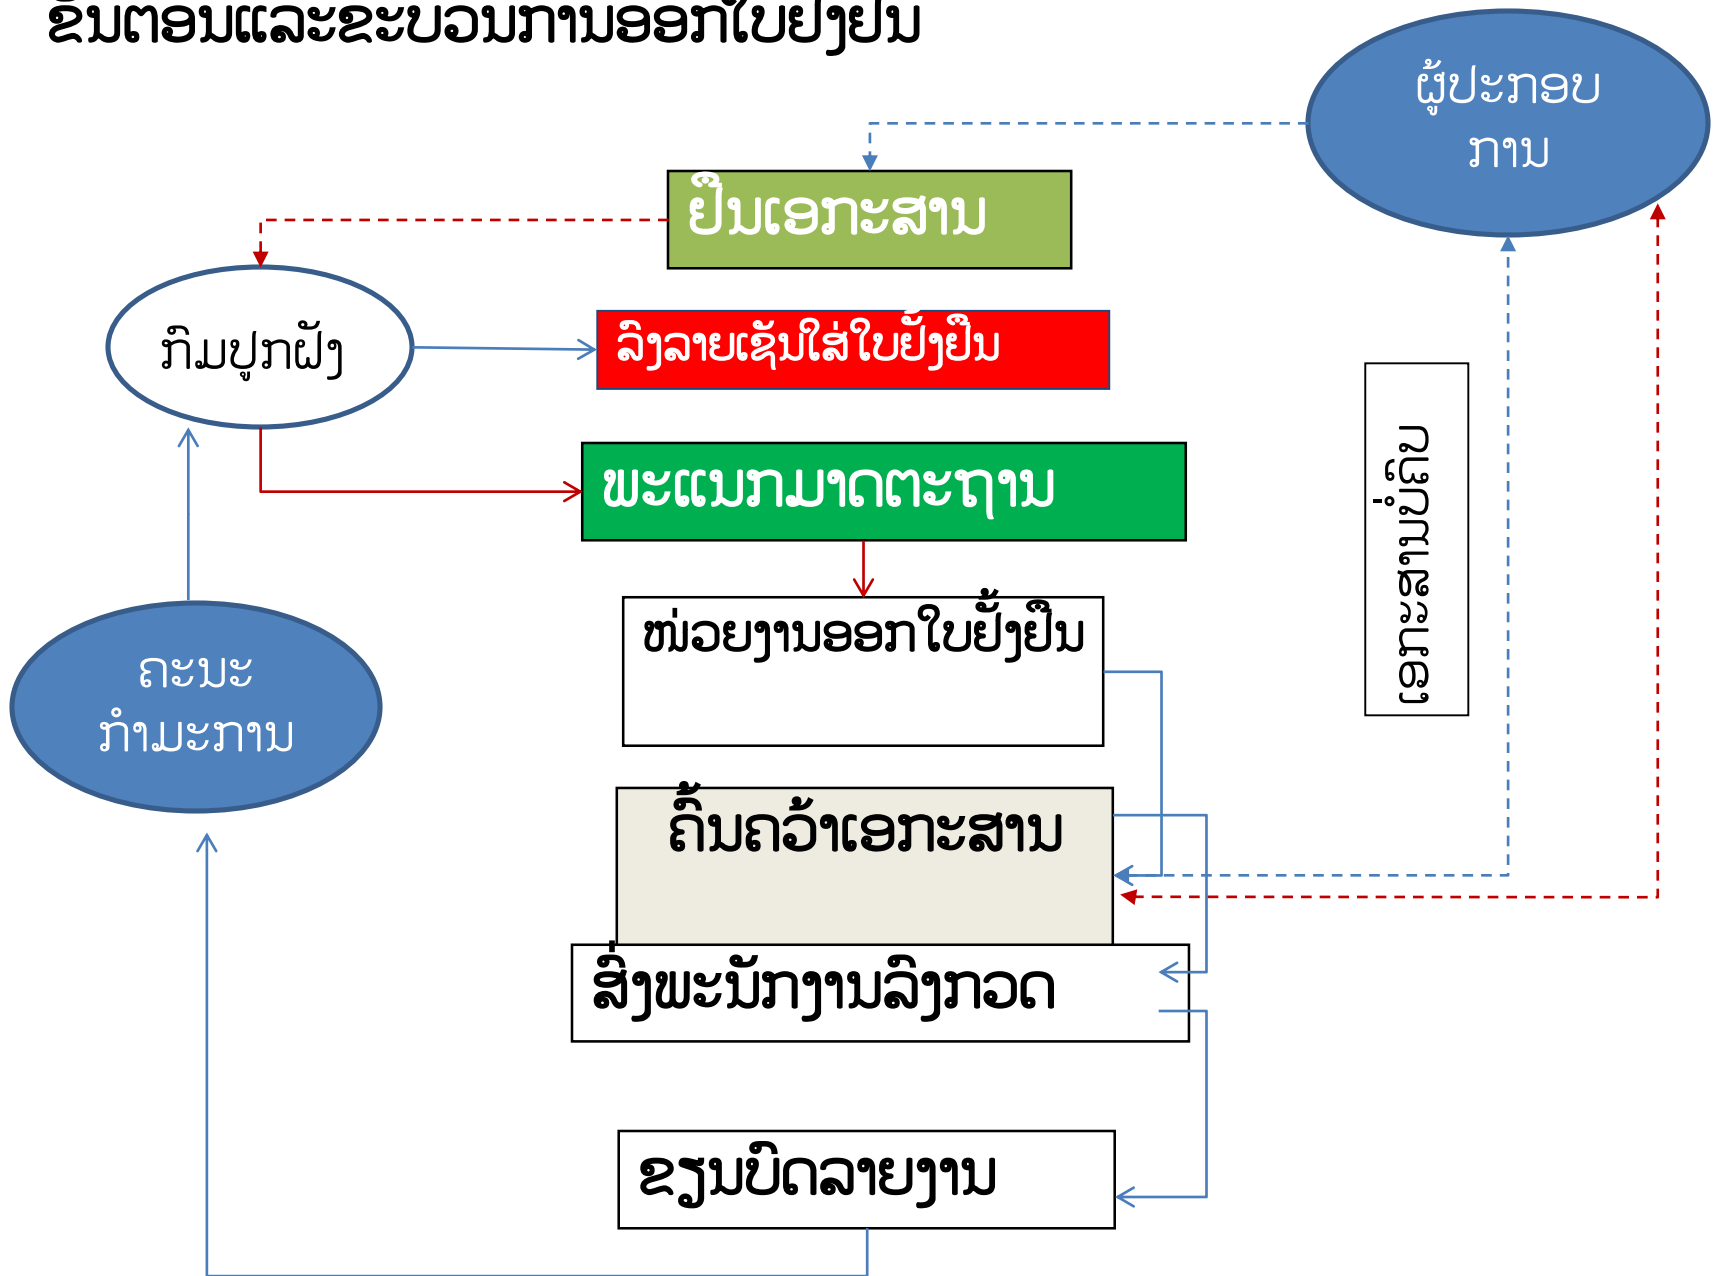 ຂັ້ນຕອນແລະຂະບວນການອອກໃບຢັ້ງຢືນ
ຜູ້ປະກອບ
ການ
ຢື່ນເອກະສານ
ກົມປູກຝັງ
ລົງລາຍເຊັນໃສ່ໃບຢັ້ງຢືນ
ພະແນກມາດຕະຖານ
ໜ່ວຍງານອອກໃບຢັ້ງຢືນ
ຄະນະ
ກຳມະການ
ຄົ້ນຄວ້າເອກະສານ
ເອກະສານບໍ່ຄົບ
ສົ່ງພະນັກງານລົງກວດ
ຂຽນບົດລາຍງານ